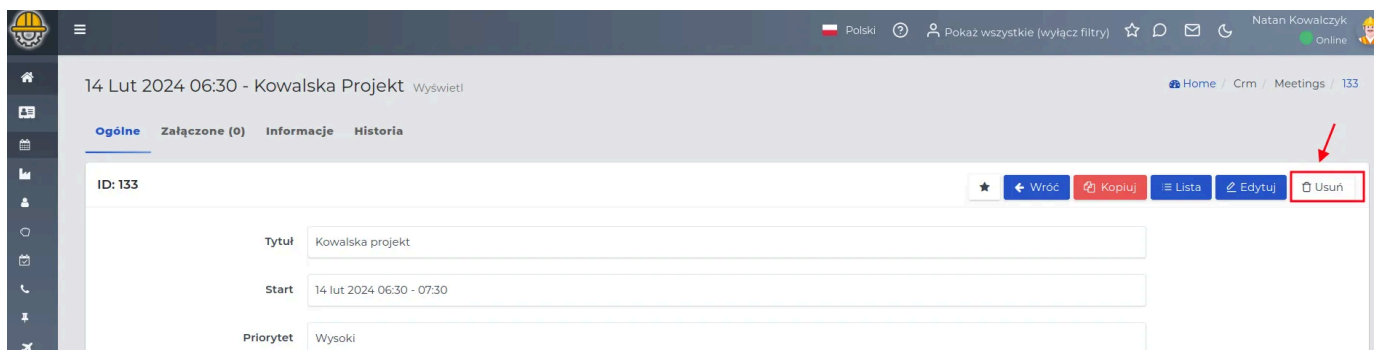 Polski Pokaż wszystkie (wyłącz filtry) Natan Kowalczyk
Online
14 Lut 2024 06:30 - Kowalska Projekt Wyświetl
Home / Crm / Meetings / 133
Ogólne Załączone (0) Informacje Historia
ID: 133
Wróć Kopiuj Lista Edytuj Usuń
Tytuł Kowalska projekt
Start 14 lut 2024 06:30 - 07:30
Priorytet Wysoki